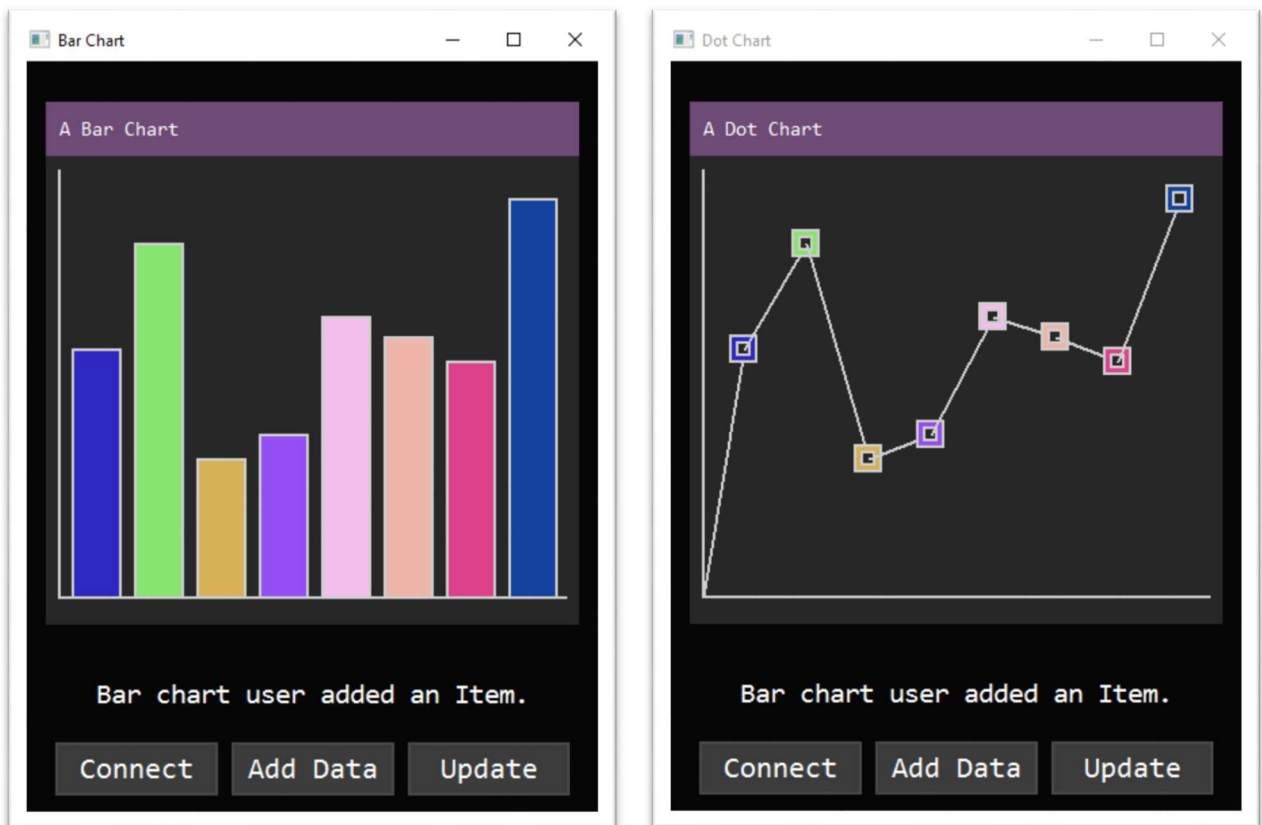 Bar Chart
A Bar Chart
Bar chart user added an Item.
Connect
Add Data
Update
Dot Chart
A Dot Chart
Bar chart user added an Item.
Connect
Add Data
Update